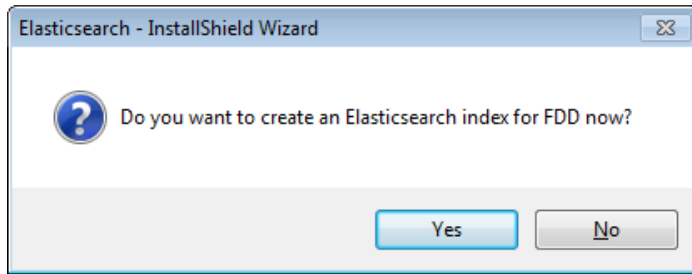 Elasticsearch - InstallShield Wizard
Do you want to create an Elasticsearch index for FDD now?
Yes
No